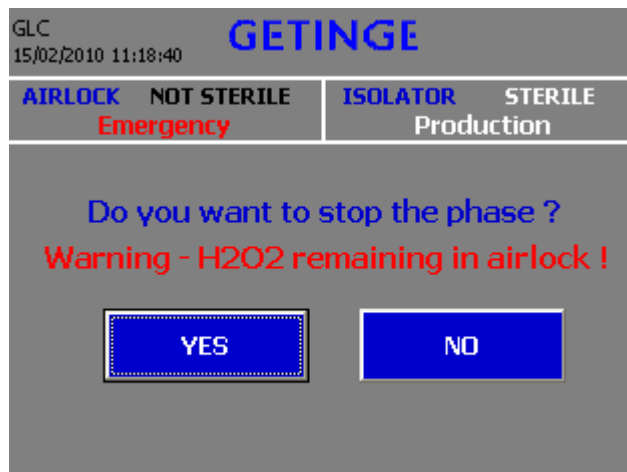 GLC
15/02/2010 11:18:40
GETINGE
AIRLOCK NOT STERILE
Emergency
ISOLATOR STERILE
Production
Do you want to stop the phase ?
Warning - H2O2 remaining in airlock !
YES
NO